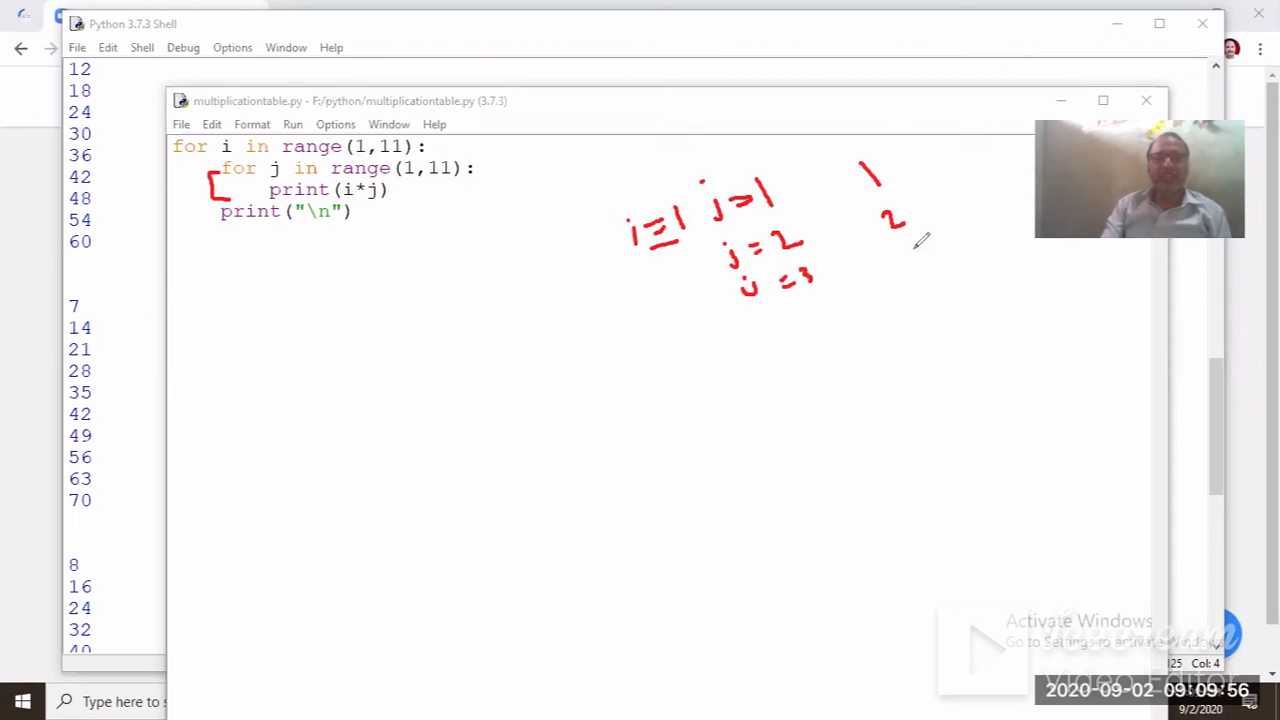 Python 3.7.3 Shell
File Edit Shell Debug Options Window Help
12
18
24
30
36
42
48
54
60
7
14
21
28
35
42
49
56
63
70
8
16
24
32
40
multiplicationtable.py - F:/python/multiplicationtable.py (3.7.3)
File Edit Format Run Options Window Help
for i in range(1,11):
for j in range(1,11):
print(i*j)
print("\n")
i=1 j=1 1
j=2 2
j=3
Activate Windows
Go to Settings to activate Windows
Video Editor
Col: 4
Type here to s
2020-09-02 09:09:56
9/2/2020